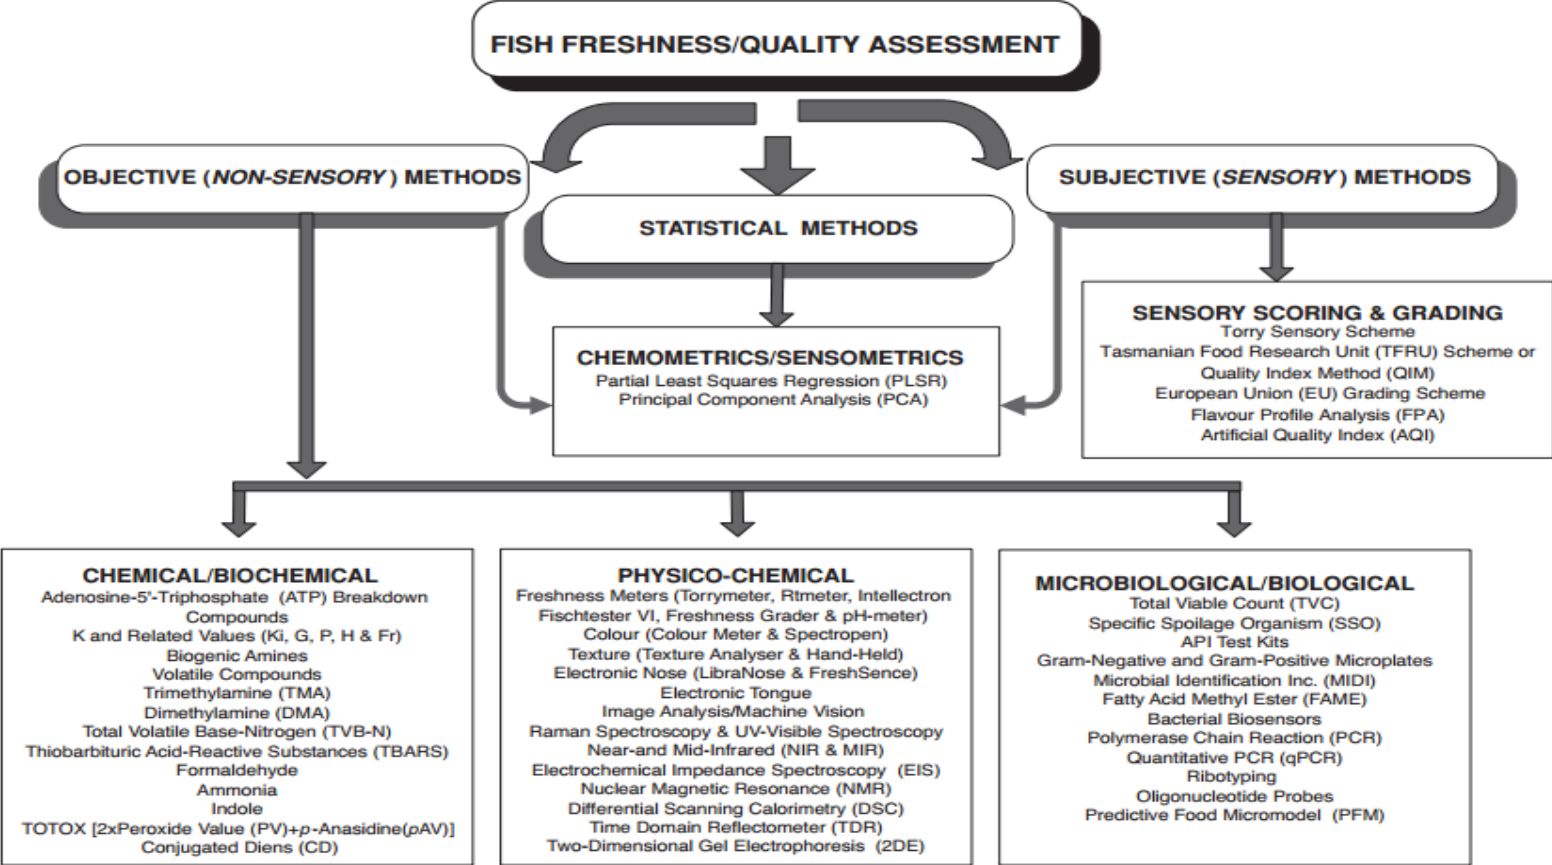 FISH FRESHNESS/QUALITY ASSESSMENT
OBJECTIVE (NON-SENSORY) METHODS
STATISTICAL METHODS
SUBJECTIVE (SENSORY) METHODS
CHEMOMETRICS/SENSOMETRICS
Partial Least Squares Regression (PLSR)
Principal Component Analysis (PCA)
SENSORY SCORING & GRADING
Torry Sensory Scheme
Tasmanian Food Research Unit (TFRU) Scheme or
Quality Index Method (QIM)
European Union (EU) Grading Scheme
Flavour Profile Analysis (FPA)
Artificial Quality Index (AQI)
CHEMICAL/BIOCHEMICAL
Adenosine-5'-Triphosphate (ATP) Breakdown
Compounds
K and Related Values (Ki, G, P, H & Fr)
Biogenic Amines
Volatile Compounds
Trimethylamine (TMA)
Dimethylamine (DMA)
Total Volatile Base-Nitrogen (TVB-N)
Thiobarbituric Acid-Reactive Substances (TBARS)
Formaldehyde
Ammonia
Indole
TOTOX [2xPeroxide Value (PV)+p-Anasidine(pAV)]
Conjugated Diens (CD)
PHYSICO-CHEMICAL
Freshness Meters (Torrymeter, Rtmeter, Intellectron
Fischtester VI, Freshness Grader & pH-meter)
Colour (Colour Meter & Spectropen)
Texture (Texture Analyser & Hand-Held)
Electronic Nose (LibraNose & FreshSence)
Electronic Tongue
Image Analysis/Machine Vision
Raman Spectroscopy & UV-Visible Spectroscopy
Near-and Mid-Infrared (NIR & MIR)
Electrochemical Impedance Spectroscopy (EIS)
Nuclear Magnetic Resonance (NMR)
Differential Scanning Calorimetry (DSC)
Time Domain Reflectometer (TDR)
Two-Dimensional Gel Electrophoresis (2DE)
MICROBIOLOGICAL/BIOLOGICAL
Total Viable Count (TVC)
Specific Spoilage Organism (SSO)
API Test Kits
Gram-Negative and Gram-Positive Microplates
Microbial Identification Inc. (MIDI)
Fatty Acid Methyl Ester (FAME)
Bacterial Biosensors
Polymerase Chain Reaction (PCR)
Quantitative PCR (qPCR)
Ribotyping
Oligonucleotide Probes
Predictive Food Micromodel (PFM)